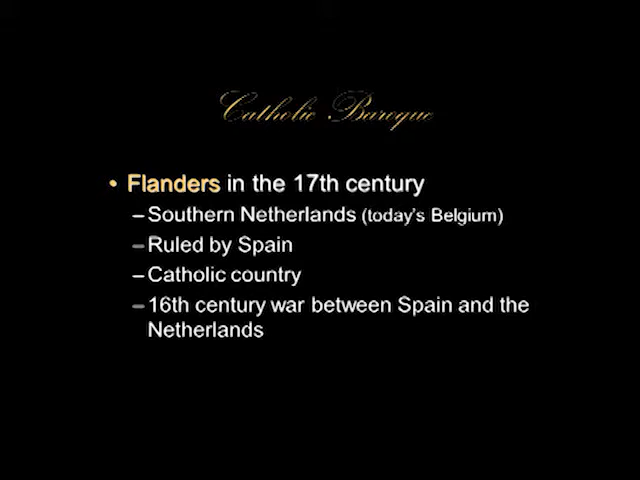 Catholic Baroque
• Flanders in the 17th century
– Southern Netherlands (today's Belgium)
– Ruled by Spain
– Catholic country
– 16th century war between Spain and the
Netherlands